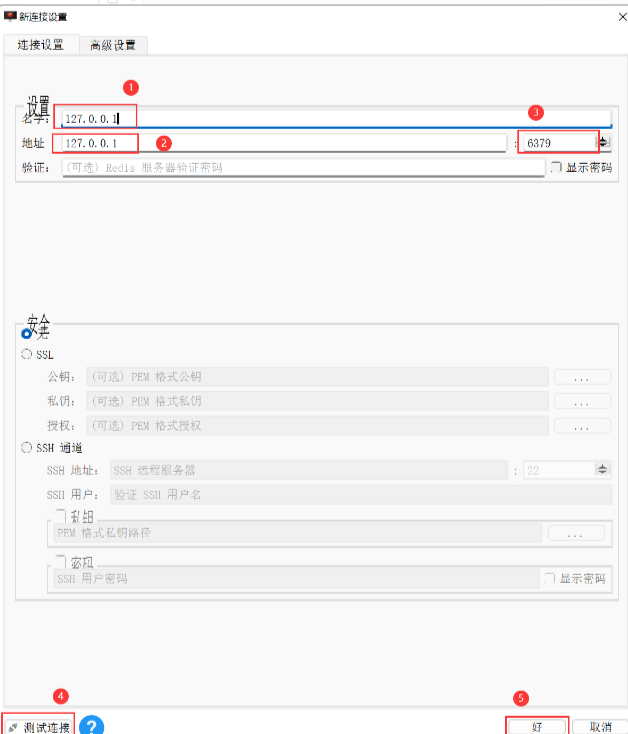 新连接设置
连接设置 高级设置
1
设置
名字: 127.0.0.1
3
地址 127.0.0.1 2 : 6379
验证: (可选) Redis 服务器验证密码 显示密码
安全
无
SSL
公钥: (可选) PEM 格式公钥 ...
私钥: (可选) PEM 格式私钥 ...
授权: (可选) PEM 格式授权 ...
SSH 通道
SSH 地址: SSH 远程服务器 : 22
SSH 用户: 验证 SSH 用户名
私钥
PEM 格式私钥路径 ...
密码
SSH 用户密码 显示密码
4 5
测试连接 ? 好 取消